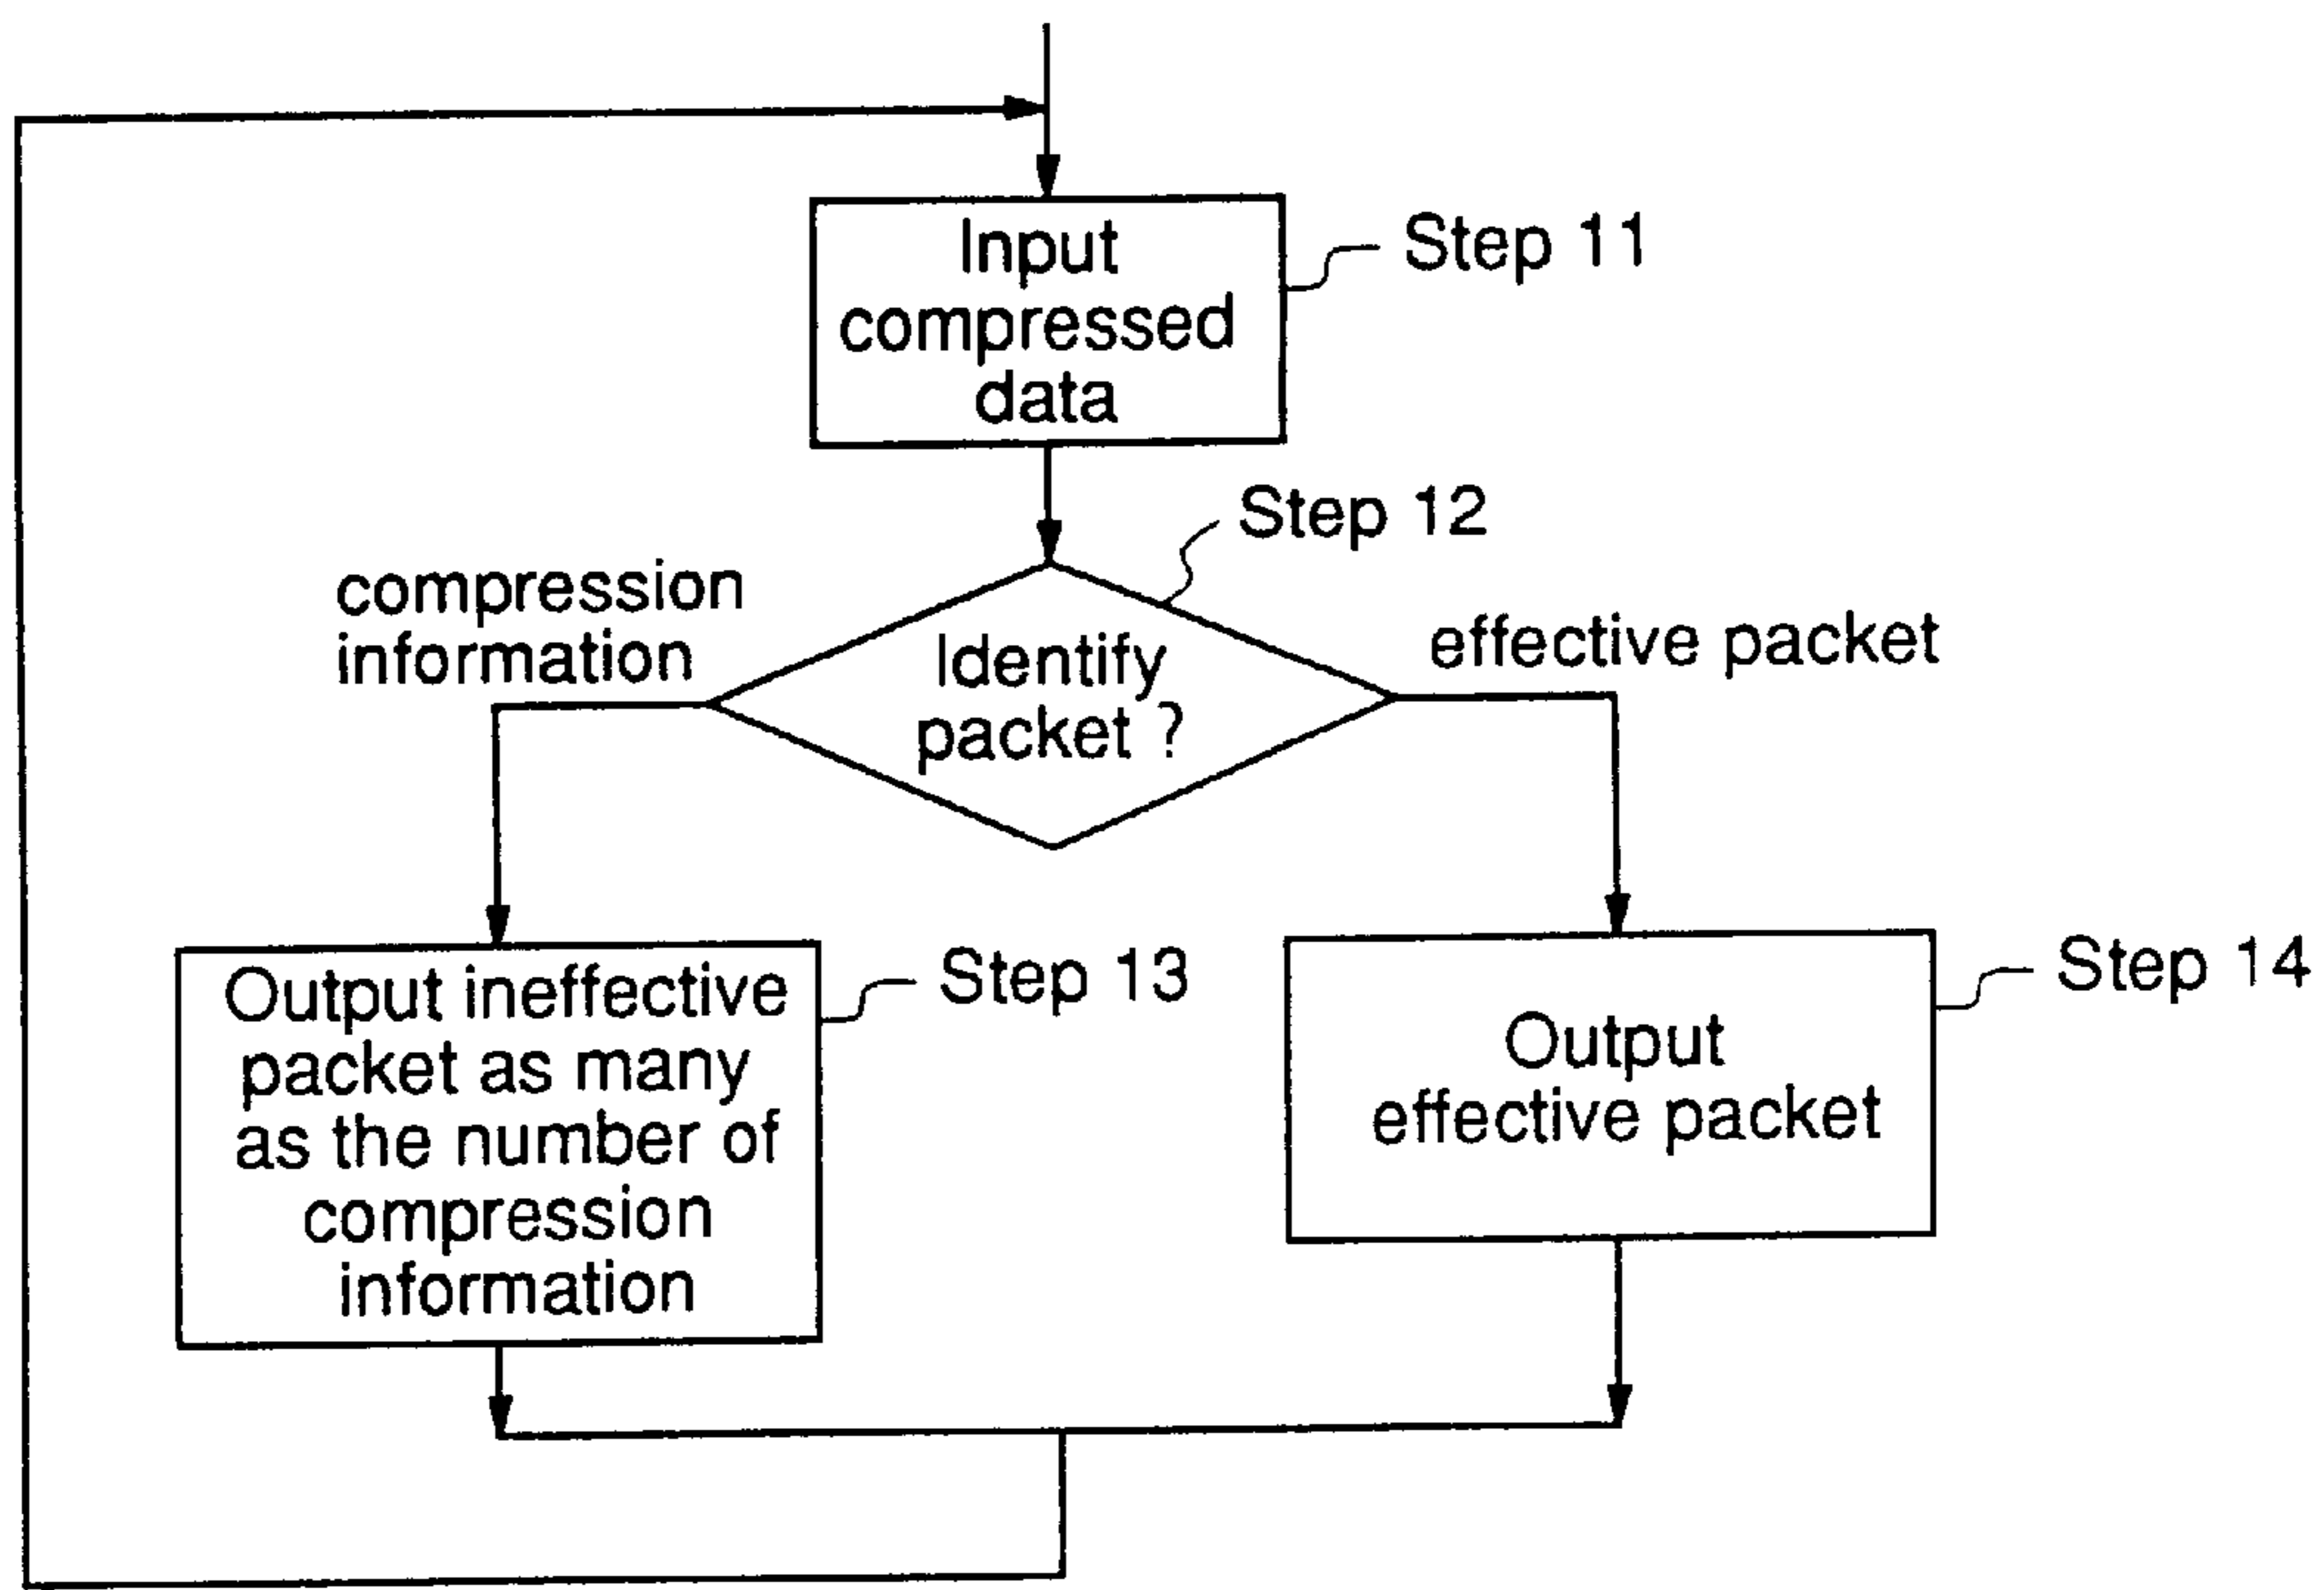 Input
compressed
data
Step 11
Step 12
compression
information
Identify
packet ?
effective packet
Output ineffective
packet as many
as the number of
compression
information
Step 13
Output
effective packet
Step 14